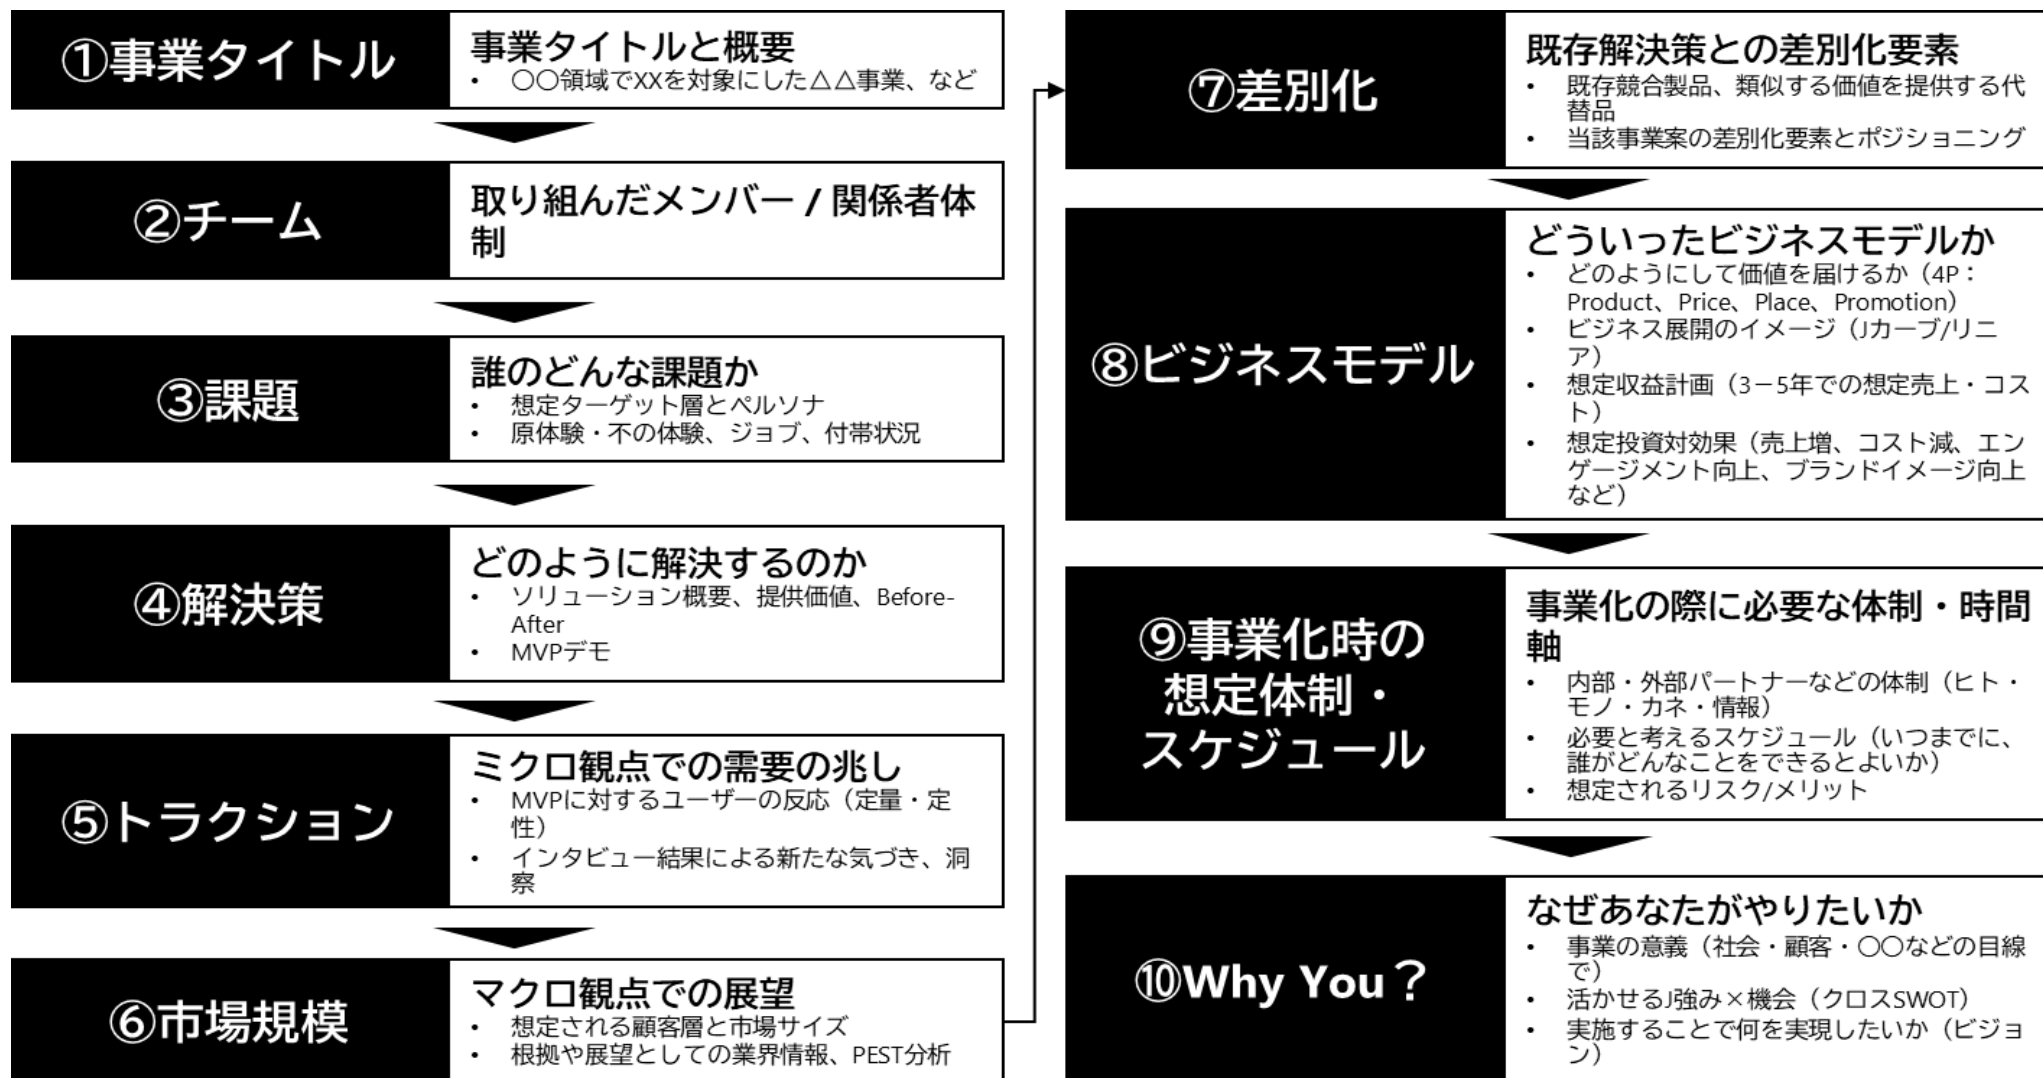 ①事業タイトル
事業タイトルと概要
• 〇〇領域でXXを対象にした△△事業、など
②チーム
取り組んだメンバー / 関係者体
制
③課題
誰のどんな課題か
• 想定ターゲット層とペルソナ
• 原体験・不の体験、ジョブ、付帯状況
④解決策
どのように解決するのか
• ソリューション概要、提供価値、Before-
After
• MVPデモ
⑤トラクション
ミクロ観点での需要の兆し
• MVPに対するユーザーの反応（定量・定
性）
• インタビュー結果による新たな気づき、洞
察
⑥市場規模
マクロ観点での展望
• 想定される顧客層と市場サイズ
• 根拠や展望としての業界情報、PEST分析
⑦差別化
既存解決策との差別化要素
• 既存競合製品、類似する価値を提供する代
替品
• 当該事業案の差別化要素とポジショニング
⑧ビジネスモデル
どういったビジネスモデルか
• どのようにして価値を届けるか（4P：
Product、Price、Place、Promotion）
• ビジネス展開のイメージ（Jカーブ/リニ
ア）
• 想定収益計画（3－5年での想定売上・コス
ト）
• 想定投資対効果（売上増、コスト減、エン
ゲージメント向上、ブランドイメージ向上
など）
⑨事業化時の
想定体制・
スケジュール
事業化の際に必要な体制・時間
軸
• 内部・外部パートナーなどの体制（ヒト・
モノ・カネ・情報）
• 必要と考えるスケジュール（いつまでに、
誰がどんなことをできるとよいか）
• 想定されるリスク/メリット
⑩Why You？
なぜあなたがやりたいか
• 事業の意義（社会・顧客・〇〇などの目線
で）
• 活かせるJ強み×機会（クロスSWOT）
• 実施することで何を実現したいか（ビジョ
ン）